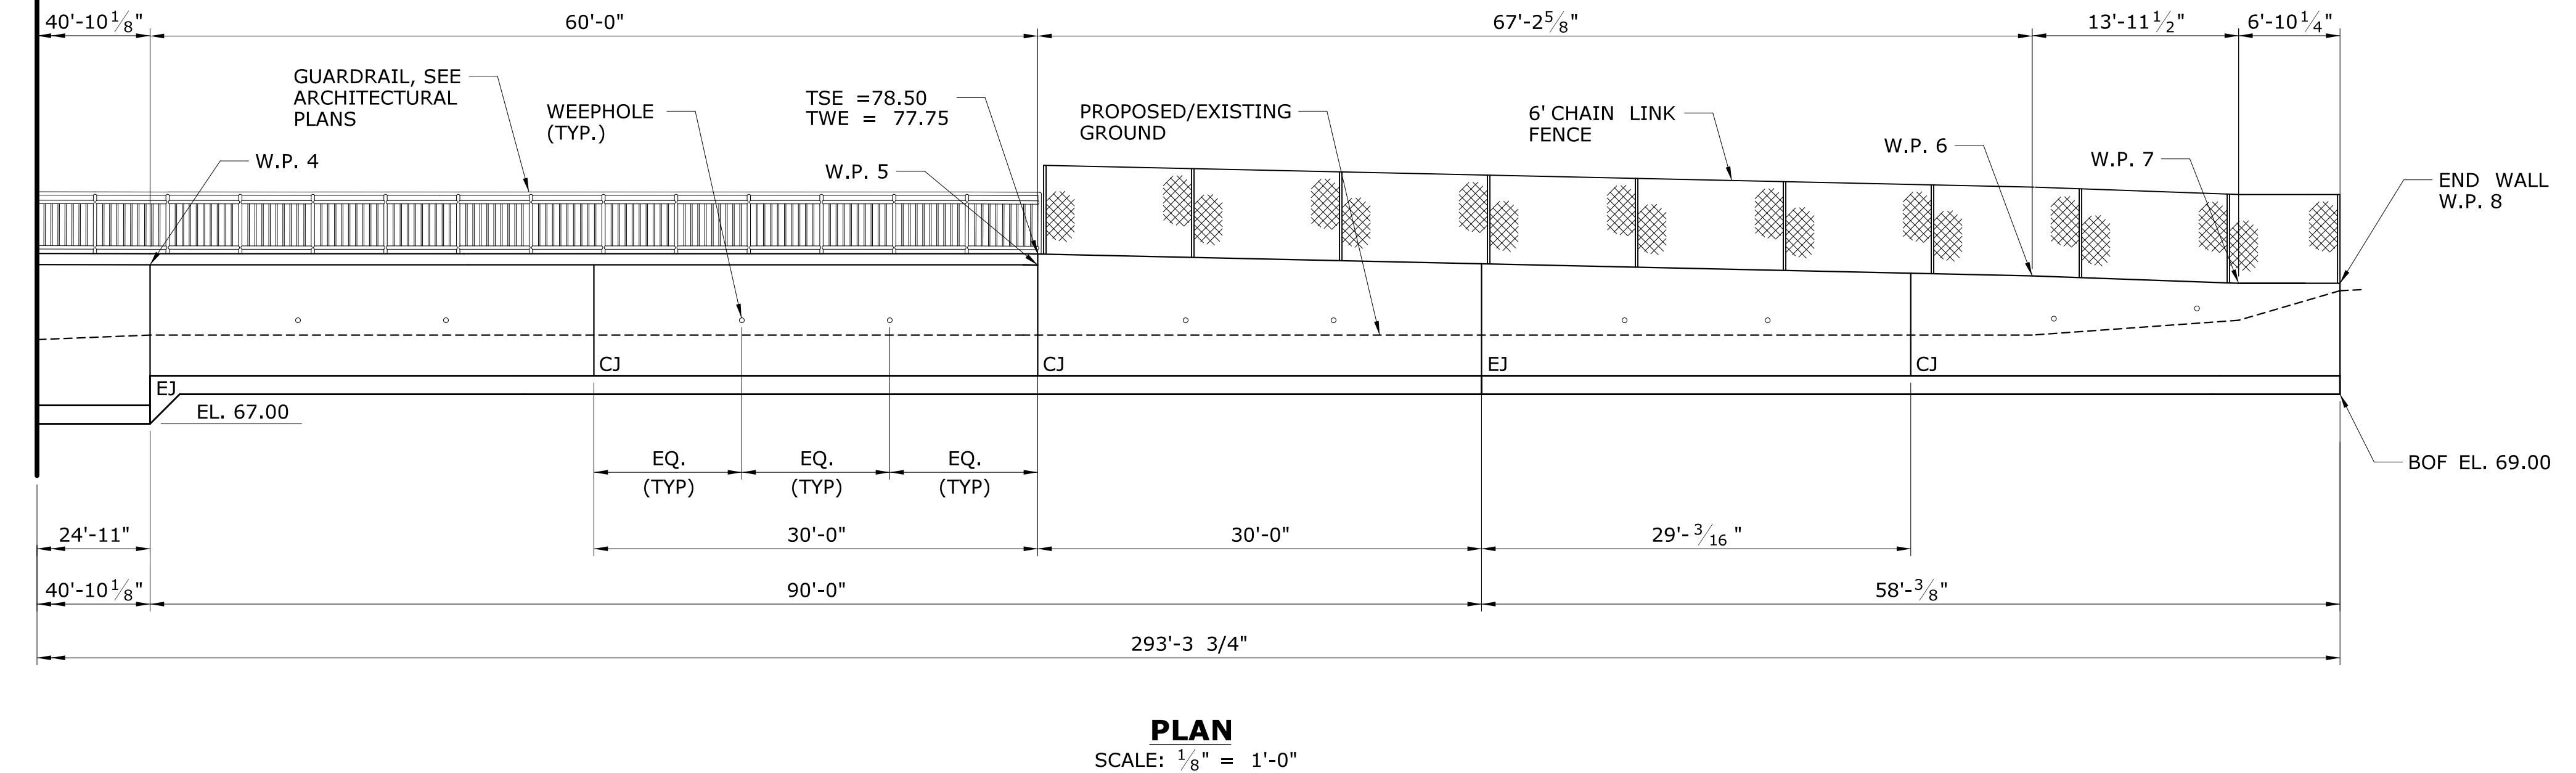 40'-10 1/8"
60'-0"
67'-2 5/8"
13'-11 1/2"
6'-10 1/4"
GUARDRAIL, SEE
ARCHITECTURAL
PLANS
WEEPHOLE
(TYP.)
TSE =78.50
TWE = 77.75
PROPOSED/EXISTING
GROUND
6' CHAIN LINK
FENCE
W.P. 4
W.P. 5
W.P. 6
W.P. 7
END WALL
W.P. 8
CJ
CJ
EJ
CJ
EJ
EL. 67.00
BOF EL. 69.00
EQ.
(TYP)
EQ.
(TYP)
EQ.
(TYP)
24'-11"
30'-0"
30'-0"
29'- 3/16 "
40'-10 1/8"
90'-0"
58'-3/8"
293'-3 3/4"
PLAN
SCALE: 1/8" = 1'-0"